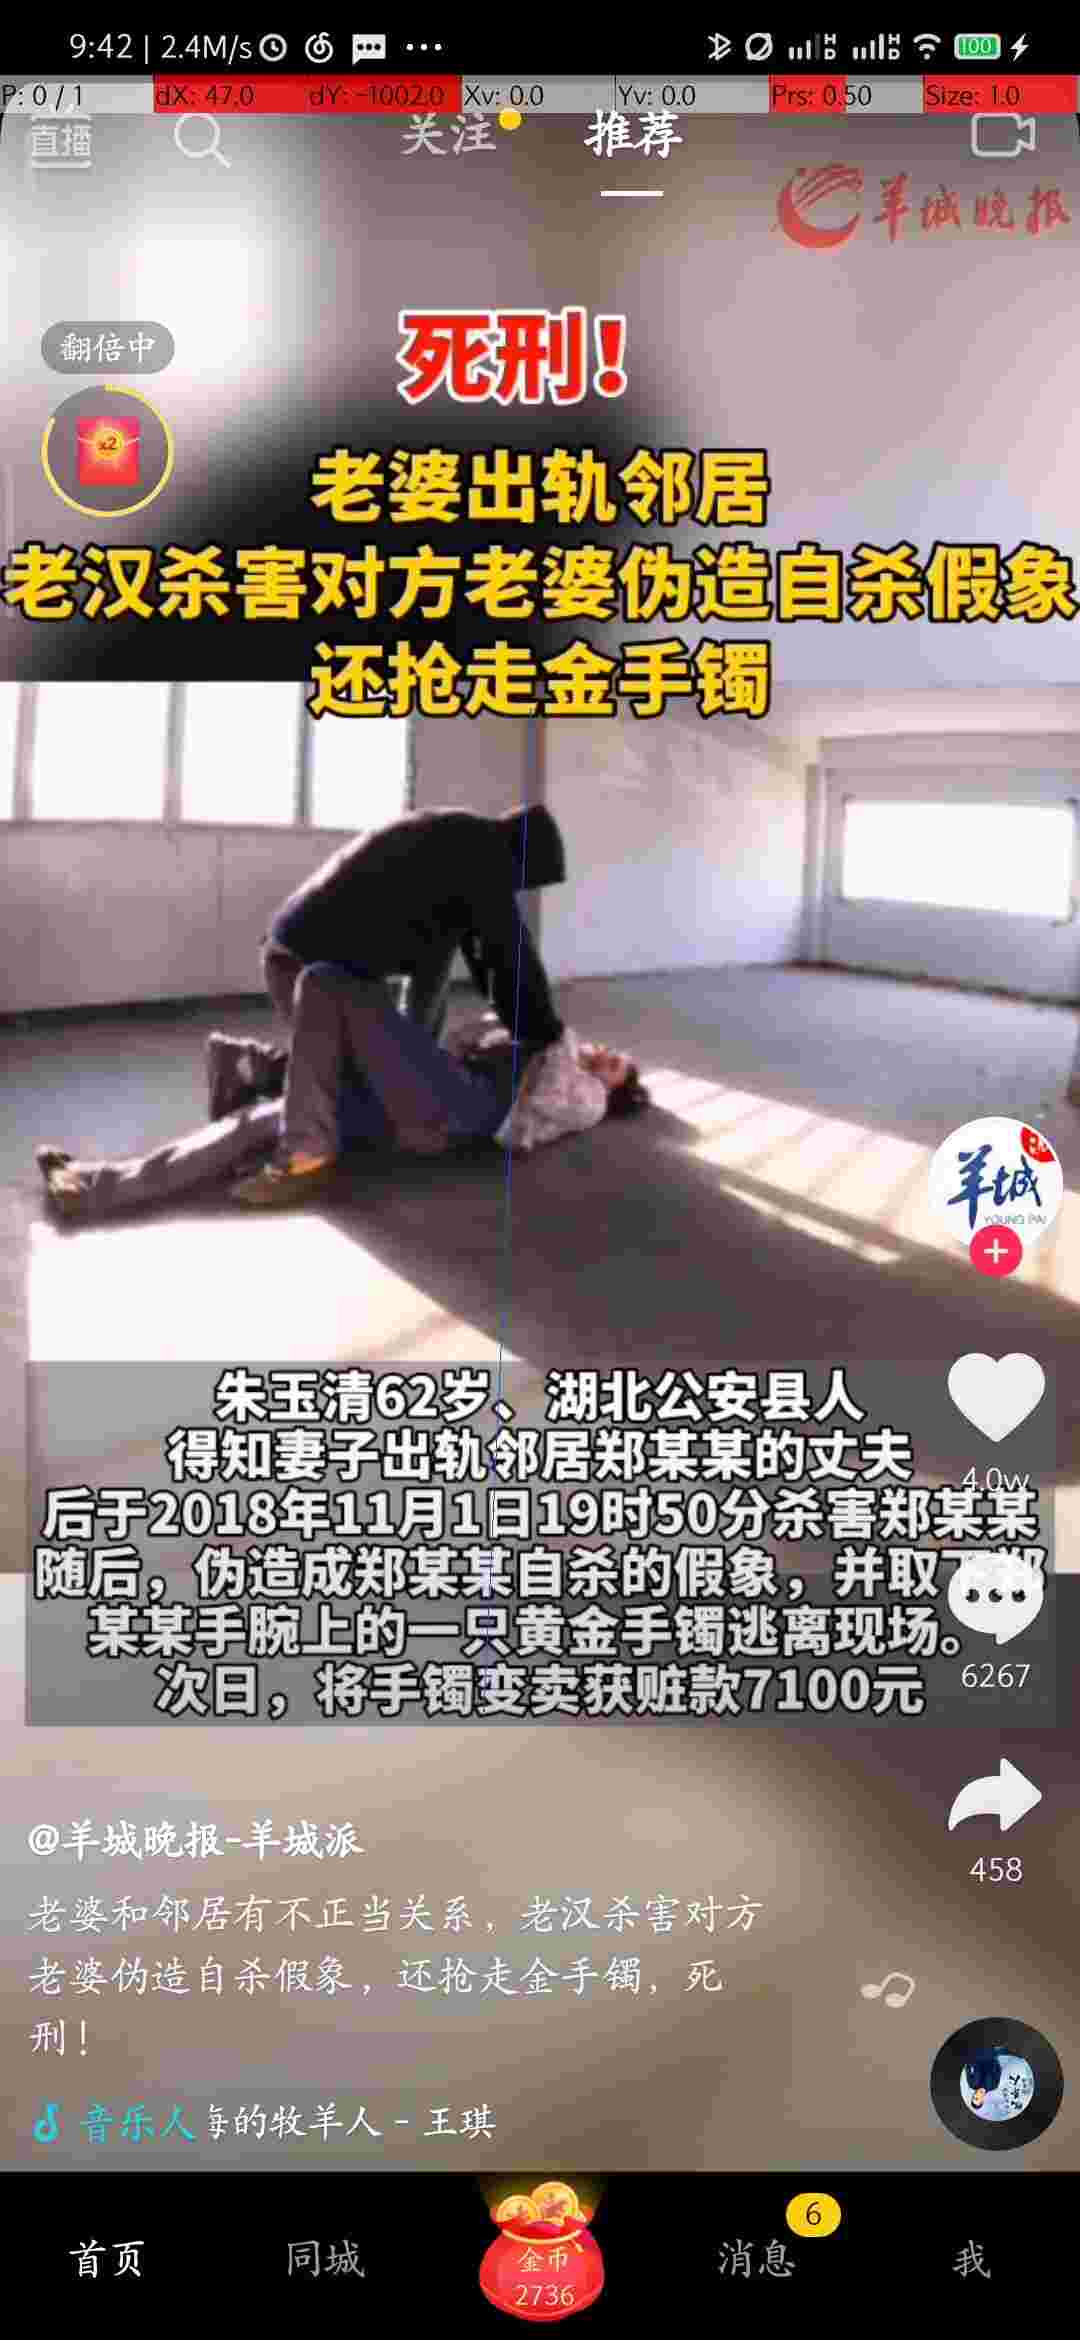 9:42 | 2.4M/s
100
P: 0 / 1
dX: 47.0
dY: -1002.0
Xv: 0.0
Yv: 0.0
Prs: 0.50
Size: 1.0
直播
关注
推荐
羊城晚报
死刑！
翻倍中
x2
老婆出轨邻居
老汉杀害对方老婆伪造自杀假象
还抢走金手镯
羊城
YOUNG PAI
朱玉清62岁、湖北公安县人
得知妻子出轨邻居郑某某的丈夫
4.0w
后于2018年11月1日19时50分杀害郑某某
随后，伪造成郑某某自杀的假象，并取下郑
某某手腕上的一只黄金手镯逃离现场。
6267
次日，将手镯变卖获赃款7100元
458
@羊城晚报-羊城派
老婆和邻居有不正当关系，老汉杀害对方
老婆伪造自杀假象，还抢走金手镯，死
刑！
音乐人 的牧羊人 - 王琪
首页
同城
金币
2736
消息
6
我